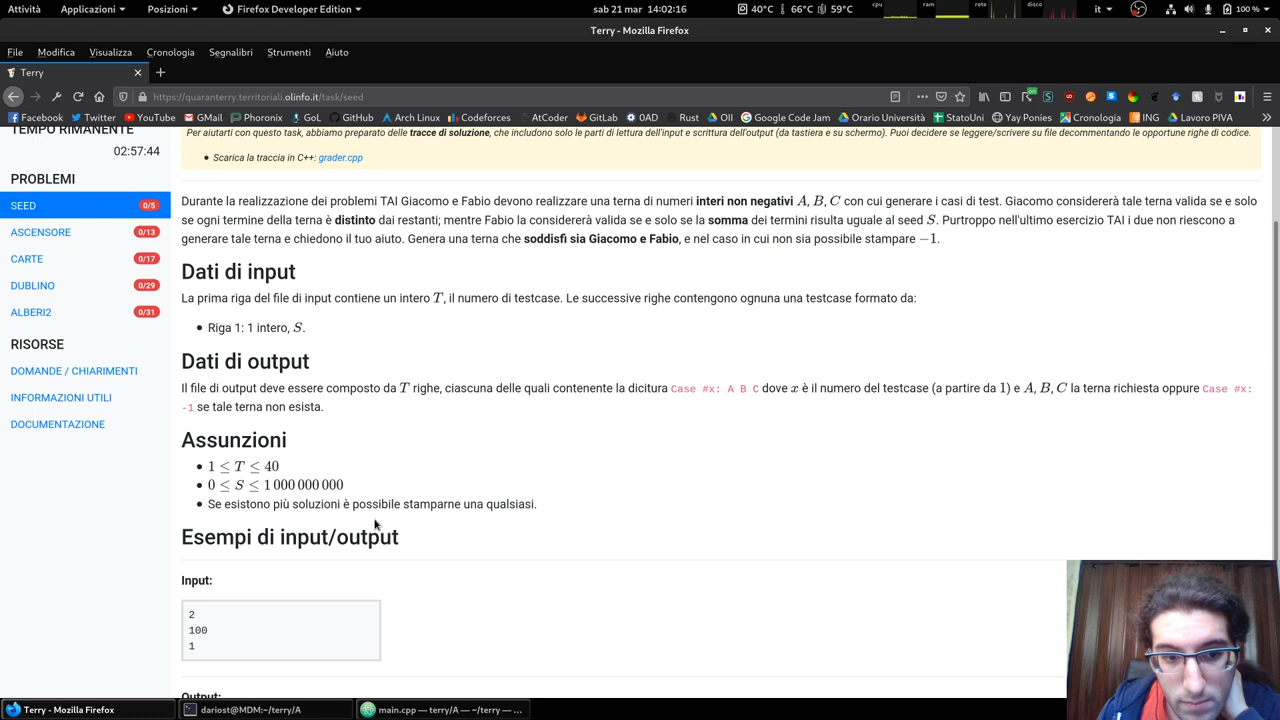 Attività Applicazioni Posizioni Firefox Developer Edition sab 21 mar 14:02:16 40°C 66°C 59°C cpu ram rete disco it 100 %
Terry - Mozilla Firefox
File Modifica Visualizza Cronologia Segnalibri Strumenti Aiuto
Terry
https://quaranterry.territoriali.olinfo.it/task/seed
Facebook Twitter YouTube GMail Phoronix GoL GitHub Arch Linux Codeforces AtCoder GitLab OAD Rust OII Google Code Jam Orario Università StatoUni Yay Ponies Cronologia ING Lavoro PIVA
TEMPO RIMANENTE
02:57:44
PROBLEMI
SEED 0/5
ASCENSORE 0/13
CARTE 0/17
DUBLINO 0/29
ALBERI2 0/31
RISORSE
DOMANDE / CHIARIMENTI
INFORMAZIONI UTILI
DOCUMENTAZIONE
Per aiutarti con questo task, abbiamo preparato delle tracce di soluzione, che includono solo le parti di lettura dell'input e scrittura dell'output (da tastiera e su schermo). Puoi decidere se leggere/scrivere su file decommentando le opportune righe di codice.
• Scarica la traccia in C++: grader.cpp
Durante la realizzazione dei problemi TAI Giacomo e Fabio devono realizzare una terna di numeri interi non negativi A, B, C con cui generare i casi di test. Giacomo considererà tale terna valida se e solo
se ogni termine della terna è distinto dai restanti; mentre Fabio la considererà valida se e solo se la somma dei termini risulta uguale al seed S. Purtroppo nell'ultimo esercizio TAI i due non riescono a
generare tale terna e chiedono il tuo aiuto. Genera una terna che soddisfi sia Giacomo e Fabio, e nel caso in cui non sia possibile stampare −1.
Dati di input
La prima riga del file di input contiene un intero T, il numero di testcase. Le successive righe contengono ognuna una testcase formato da:
• Riga 1: 1 intero, S.
Dati di output
Il file di output deve essere composto da T righe, ciascuna delle quali contenente la dicitura Case #x: A B C dove x è il numero del testcase (a partire da 1) e A, B, C la terna richiesta oppure Case #x:
-1 se tale terna non esista.
Assunzioni
• 1 ≤ T ≤ 40
• 0 ≤ S ≤ 1 000 000 000
• Se esistono più soluzioni è possibile stamparne una qualsiasi.
Esempi di input/output
Input:
2
100
1
Output:
Terry - Mozilla Firefox dariost@MDM:~/terry/A main.cpp — terry/A — ~/terry — ...